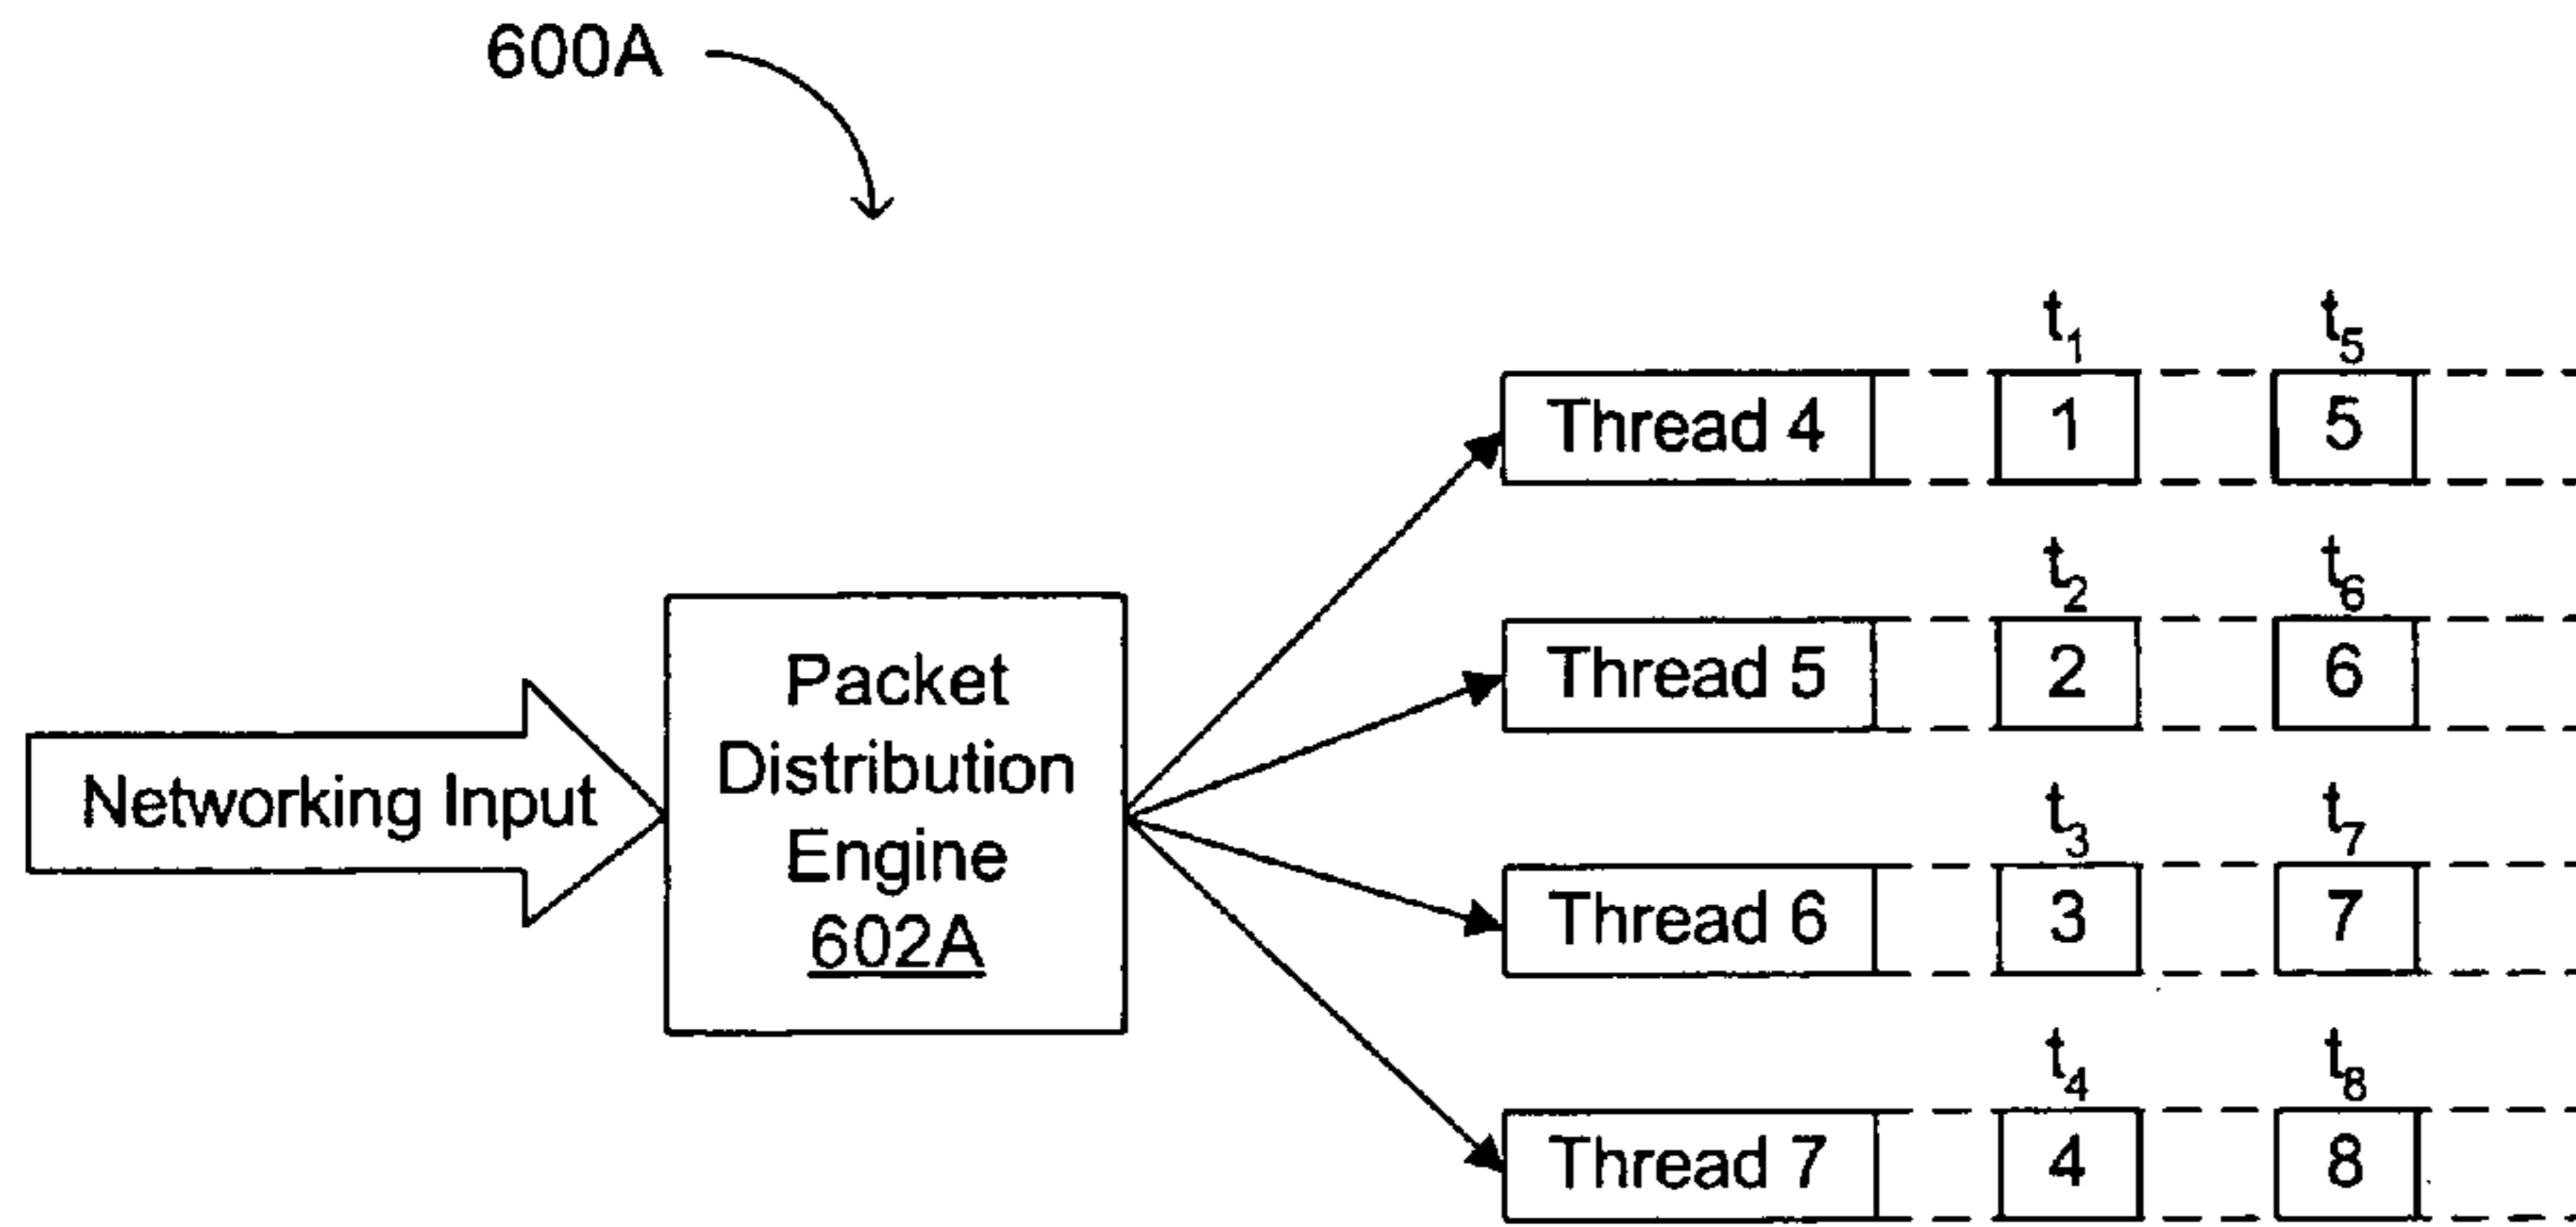 600A
Networking Input
Packet
Distribution
Engine
602A
t1 t5
Thread 4 1 5
t2 t6
Thread 5 2 6
t3 t7
Thread 6 3 7
t4 t8
Thread 7 4 8